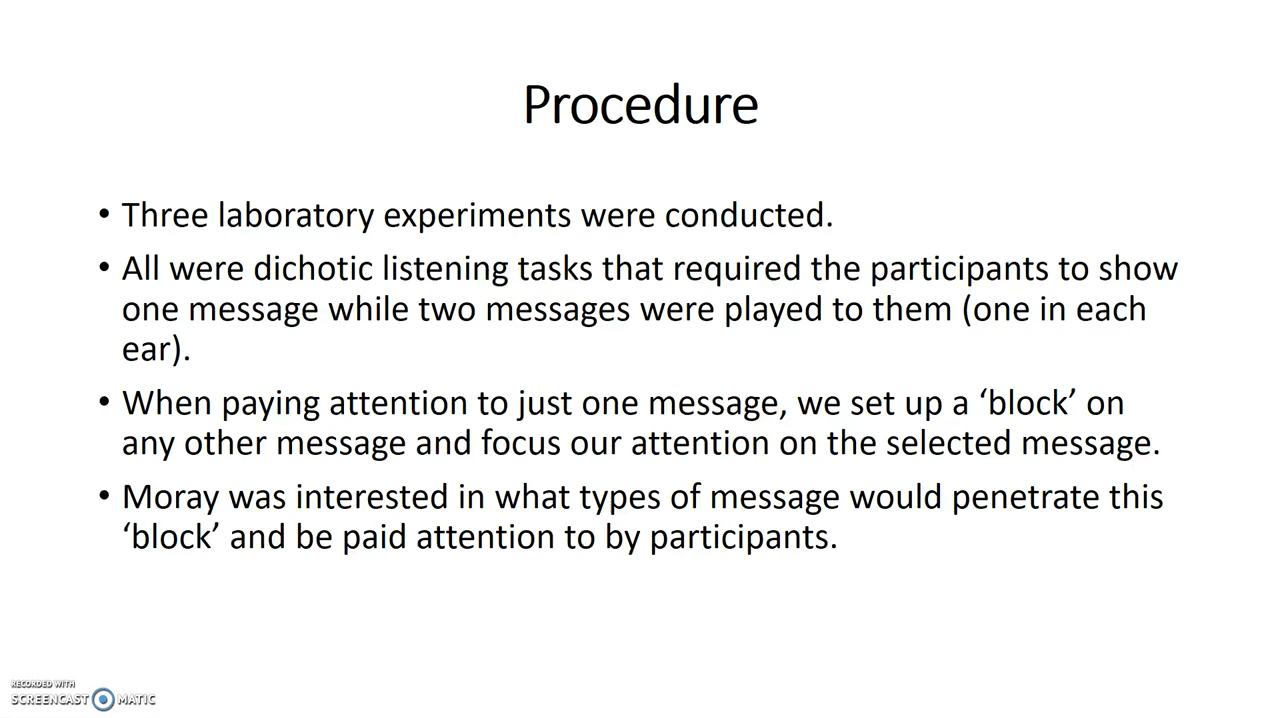 Procedure
• Three laboratory experiments were conducted.
• All were dichotic listening tasks that required the participants to show
one message while two messages were played to them (one in each
ear).
• When paying attention to just one message, we set up a ‘block’ on
any other message and focus our attention on the selected message.
• Moray was interested in what types of message would penetrate this
‘block’ and be paid attention to by participants.
RECORDED WITH
SCREENCAST MATIC